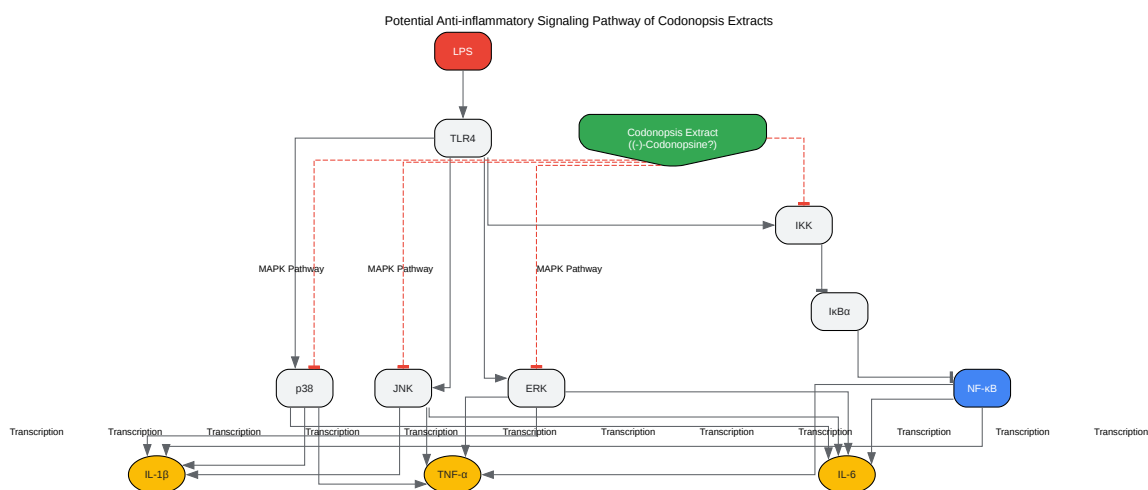 Potential Anti-inflammatory Signaling Pathway of Codonopsis Extracts
LPS
TLR4
Codonopsis Extract
((-)-Codonopsine?)
IKK
MAPK Pathway
MAPK Pathway
MAPK Pathway
IκBα
p38
JNK
ERK
NF-κB
Transcription
Transcription
Transcription
Transcription
Transcription
Transcription
Transcription
Transcription
Transcription
Transcription
Transcription
Transcription
IL-1β
TNF-α
IL-6